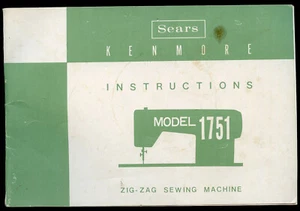 Sears
KENMORE
INSTRUCTIONS
MODEL 1751
ZIG-ZAG SEWING MACHINE